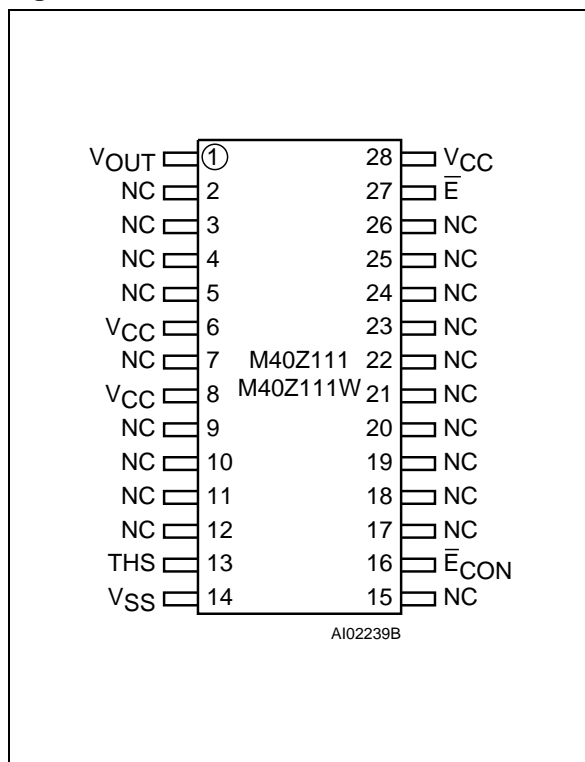 VOUT 1 28 VCC
NC 2 27 E̅
NC 3 26 NC
NC 4 25 NC
NC 5 24 NC
VCC 6 23 NC
NC 7 M40Z111 22 NC
VCC 8 M40Z111W 21 NC
NC 9 20 NC
NC 10 19 NC
NC 11 18 NC
NC 12 17 NC
THS 13 16 E̅CON
VSS 14 15 NC
AI02239B